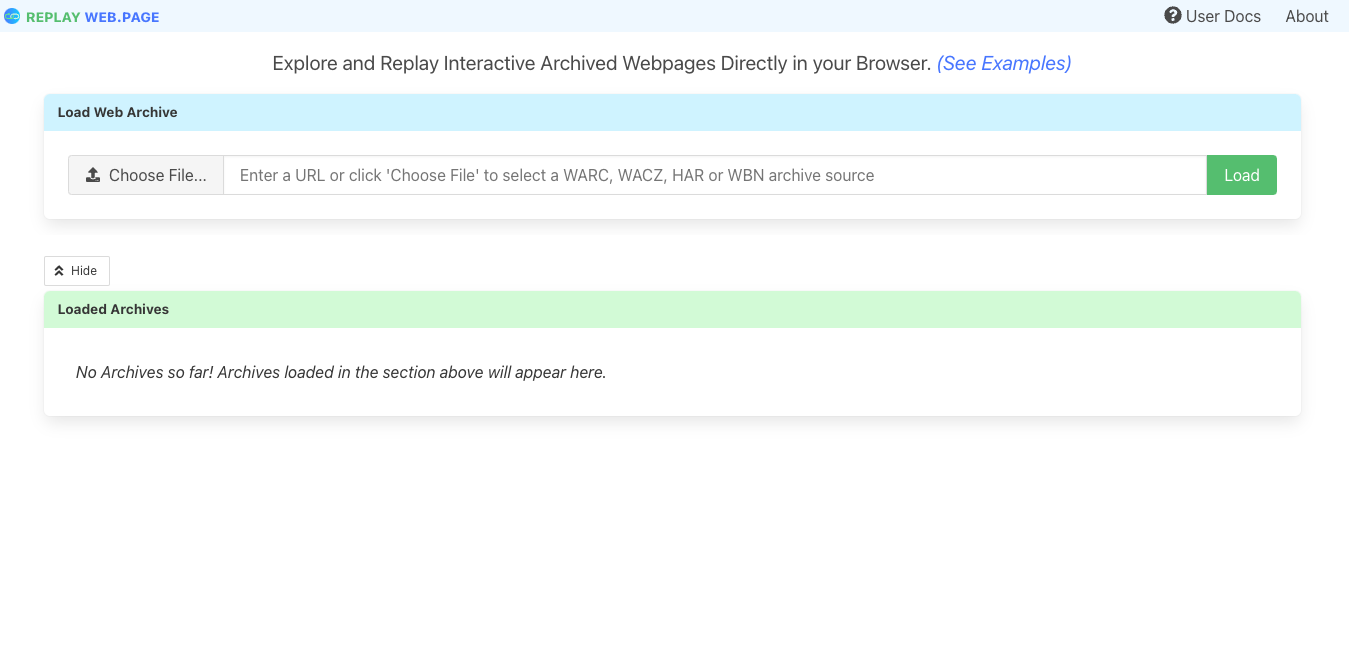 REPLAY WEB.PAGE
User Docs About
Explore and Replay Interactive Archived Webpages Directly in your Browser. (See Examples)
Load Web Archive
Choose File... Enter a URL or click 'Choose File' to select a WARC, WACZ, HAR or WBN archive source Load
Hide
Loaded Archives
No Archives so far! Archives loaded in the section above will appear here.